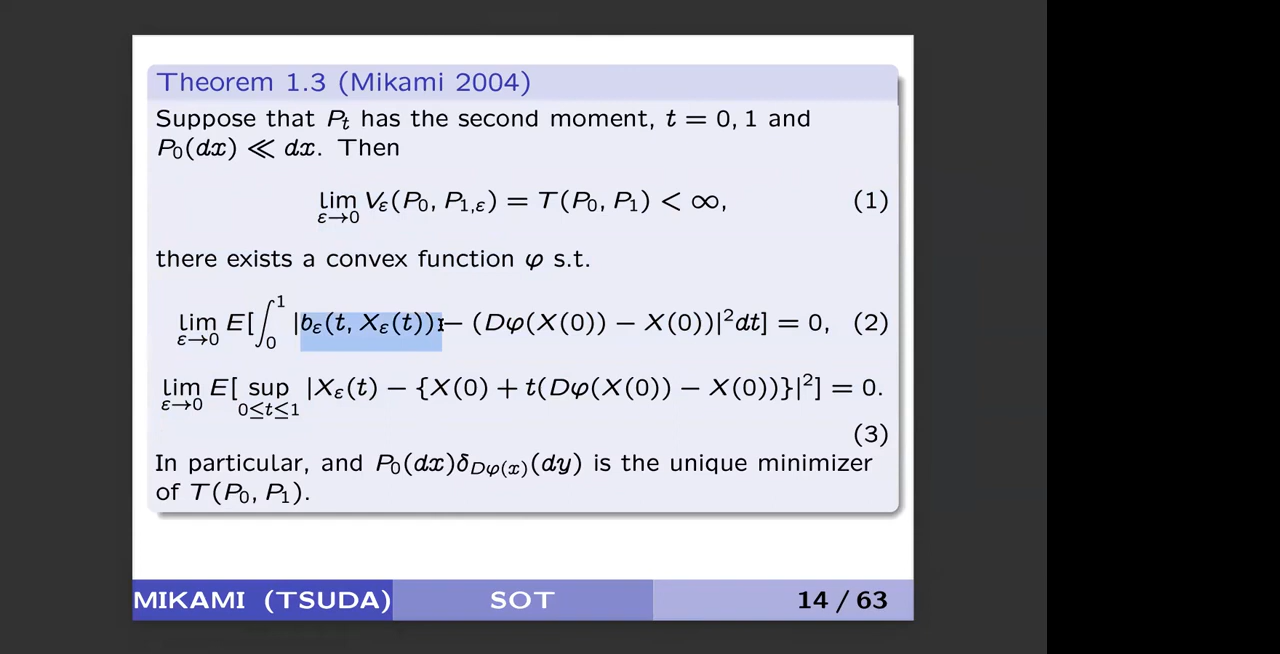 Theorem 1.3 (Mikami 2004)
Suppose that P_t has the second moment, t = 0, 1 and
P_0(dx) ≪ dx. Then
lim_{ε→0} V_ε(P_0, P_{1,ε}) = T(P_0, P_1) < ∞, (1)
there exists a convex function φ s.t.
lim_{ε→0} E[∫_0^1 |b_ε(t, X_ε(t)) − (Dφ(X(0)) − X(0))|^2 dt] = 0, (2)
lim_{ε→0} E[ sup_{0≤t≤1} |X_ε(t) − {X(0) + t(Dφ(X(0)) − X(0))}|^2] = 0.
(3)
In particular, and P_0(dx)δ_{Dφ(x)}(dy) is the unique minimizer
of T(P_0, P_1).
MIKAMI (TSUDA) SOT 14 / 63